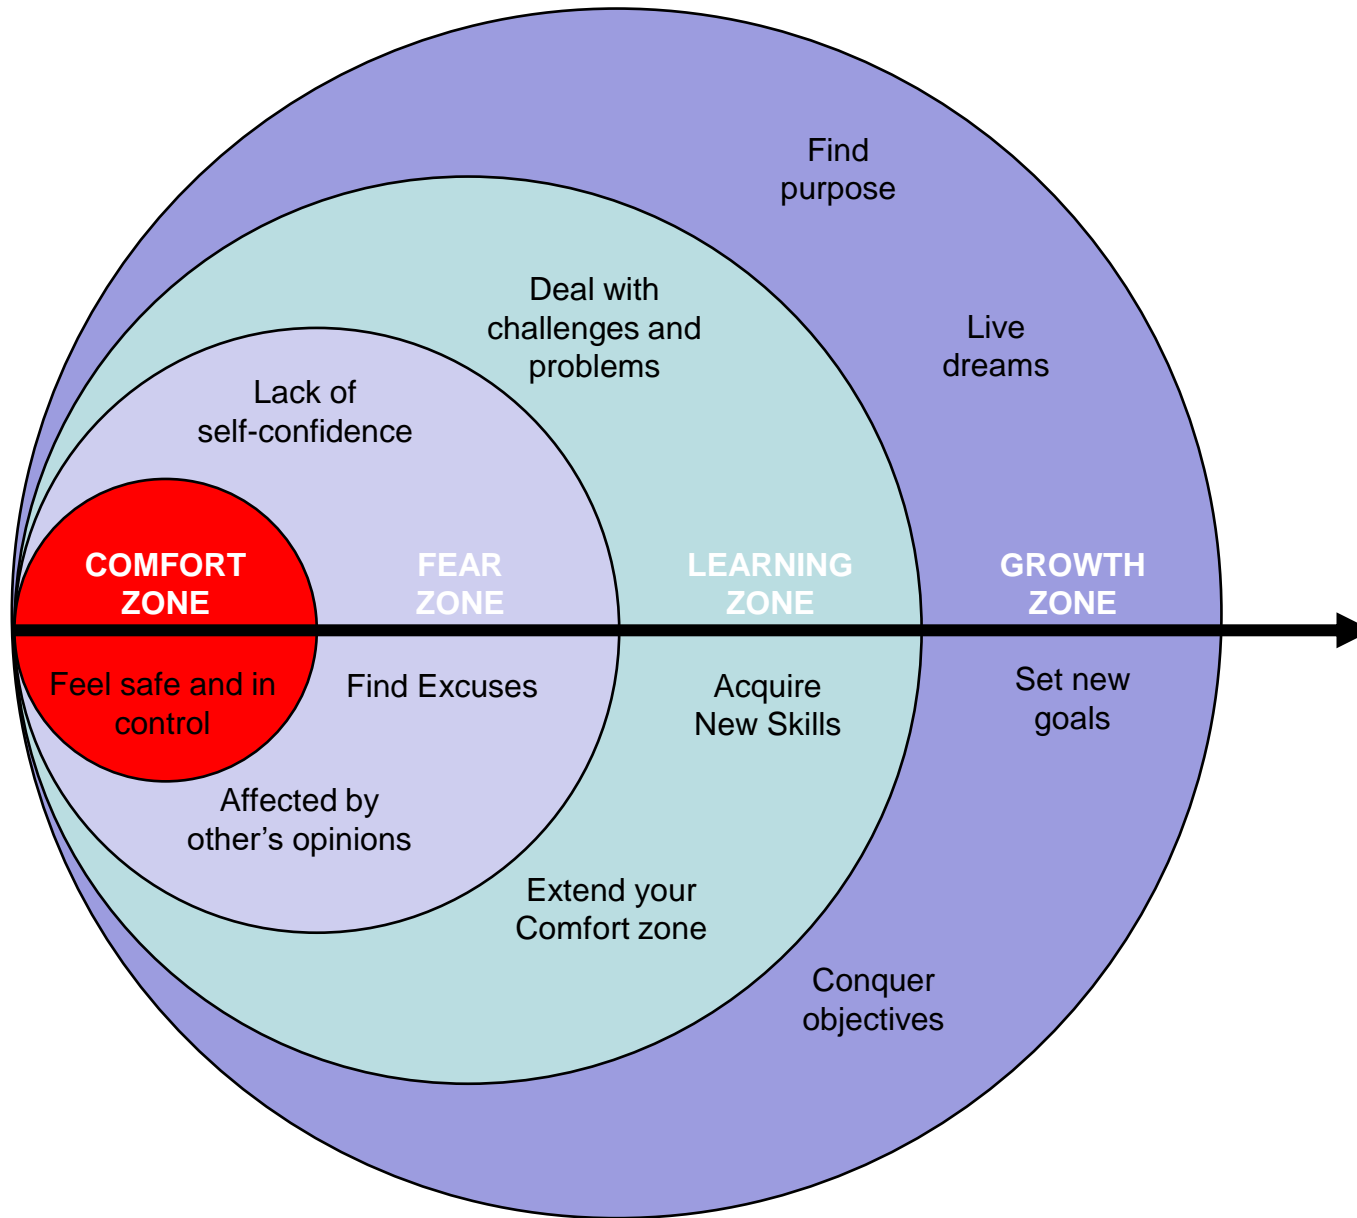 Find
purpose
Deal with
challenges and
problems
Live
dreams
Lack of
self-confidence
COMFORT
ZONE
FEAR
ZONE
LEARNING
ZONE
GROWTH
ZONE
Feel safe and in
control
Find Excuses
Acquire
New Skills
Set new
goals
Affected by
other’s opinions
Extend your
Comfort zone
Conquer
objectives